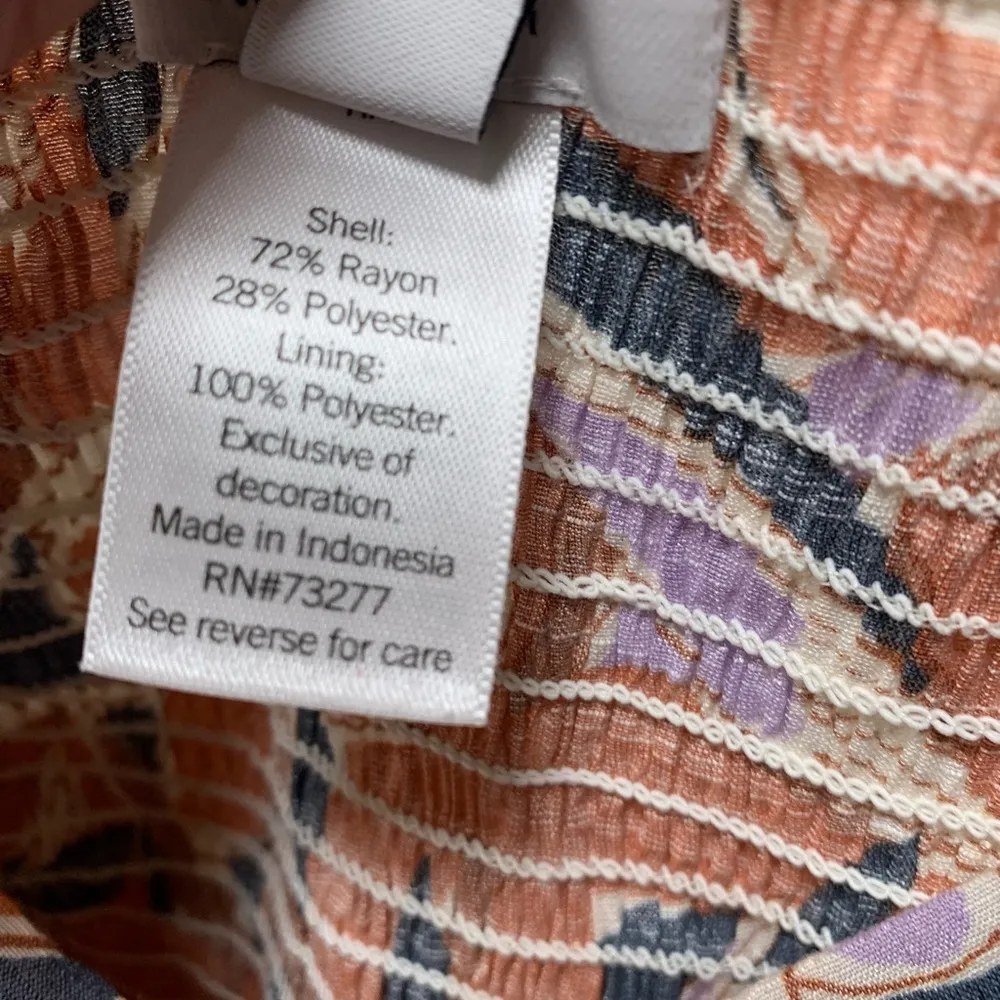 Shell:
72% Rayon
28% Polyester.
Lining:
100% Polyester.
Exclusive of
decoration.
Made in Indonesia
RN#73277
See reverse for care